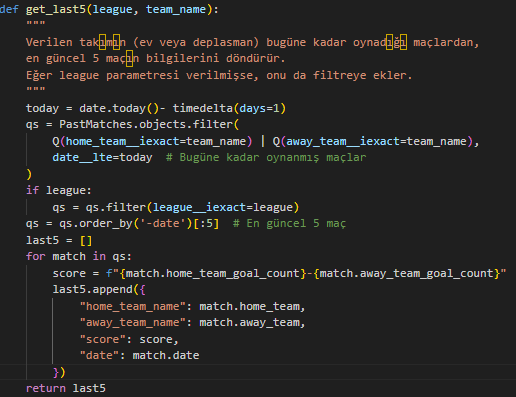 def get_last5(league, team_name):
    """
    Verilen takımın (ev veya deplasman) bugüne kadar oynadığı maçlardan,
    en güncel 5 maçın bilgilerini döndürür.
    Eğer league parametresi verilmişse, onu da filtreye ekler.
    """
    today = date.today()- timedelta(days=1)
    qs = PastMatches.objects.filter(
        Q(home_team__iexact=team_name) | Q(away_team__iexact=team_name),
        date__lte=today  # Bugüne kadar oynanmış maçlar
    )
    if league:
        qs = qs.filter(league__iexact=league)
    qs = qs.order_by('-date')[:5]  # En güncel 5 maç
    last5 = []
    for match in qs:
        score = f"{match.home_team_goal_count}-{match.away_team_goal_count}"
        last5.append({
            "home_team_name": match.home_team,
            "away_team_name": match.away_team,
            "score": score,
            "date": match.date
        })
    return last5